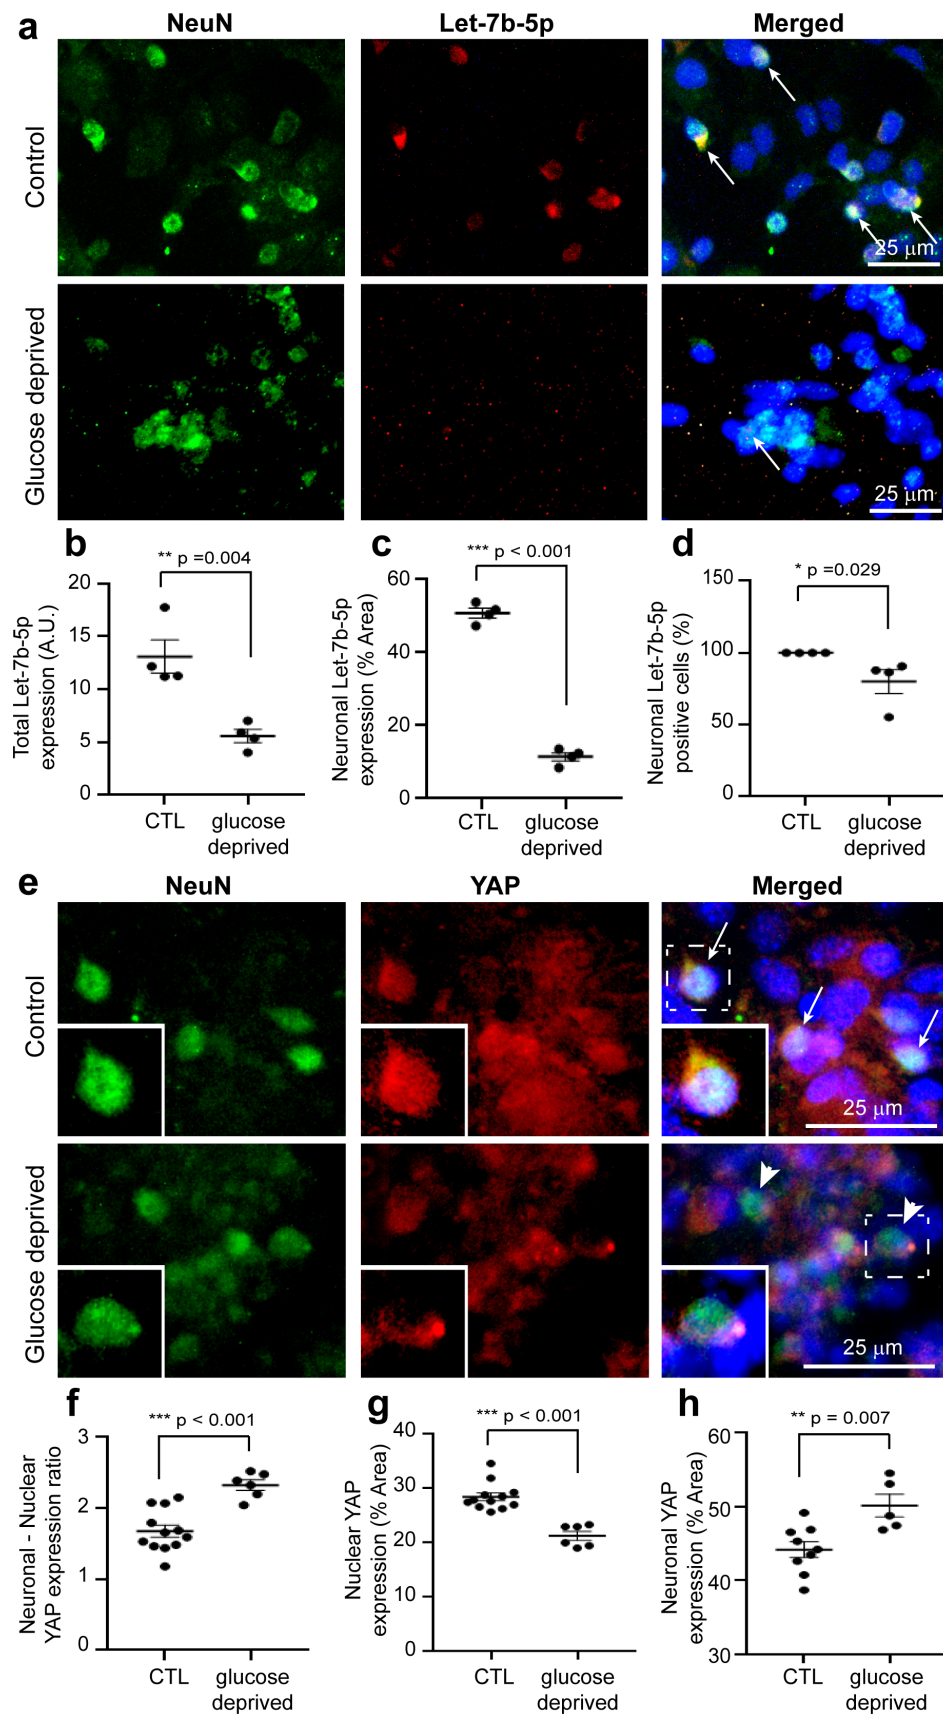 a
NeuN
Let-7b-5p
Merged
Control
25 μm
Glucose deprived
25 μm
b
** p =0.004
Total Let-7b-5p
expression (A.U.)
20
15
10
5
0
CTL
glucose
deprived
c
*** p < 0.001
Neuronal Let-7b-5p
expression (% Area)
60
40
20
0
CTL
glucose
deprived
d
* p =0.029
Neuronal Let-7b-5p
positive cells (%)
150
100
50
0
CTL
glucose
deprived
e
NeuN
YAP
Merged
Control
25 μm
Glucose deprived
25 μm
f
*** p < 0.001
Neuronal - Nuclear
YAP expression ratio
3
2
1
0
CTL
glucose
deprived
g
*** p < 0.001
Nuclear YAP
expression (% Area)
40
30
20
10
0
CTL
glucose
deprived
h
** p = 0.007
Neuronal YAP
expression (% Area)
60
50
40
30
CTL
glucose
deprived